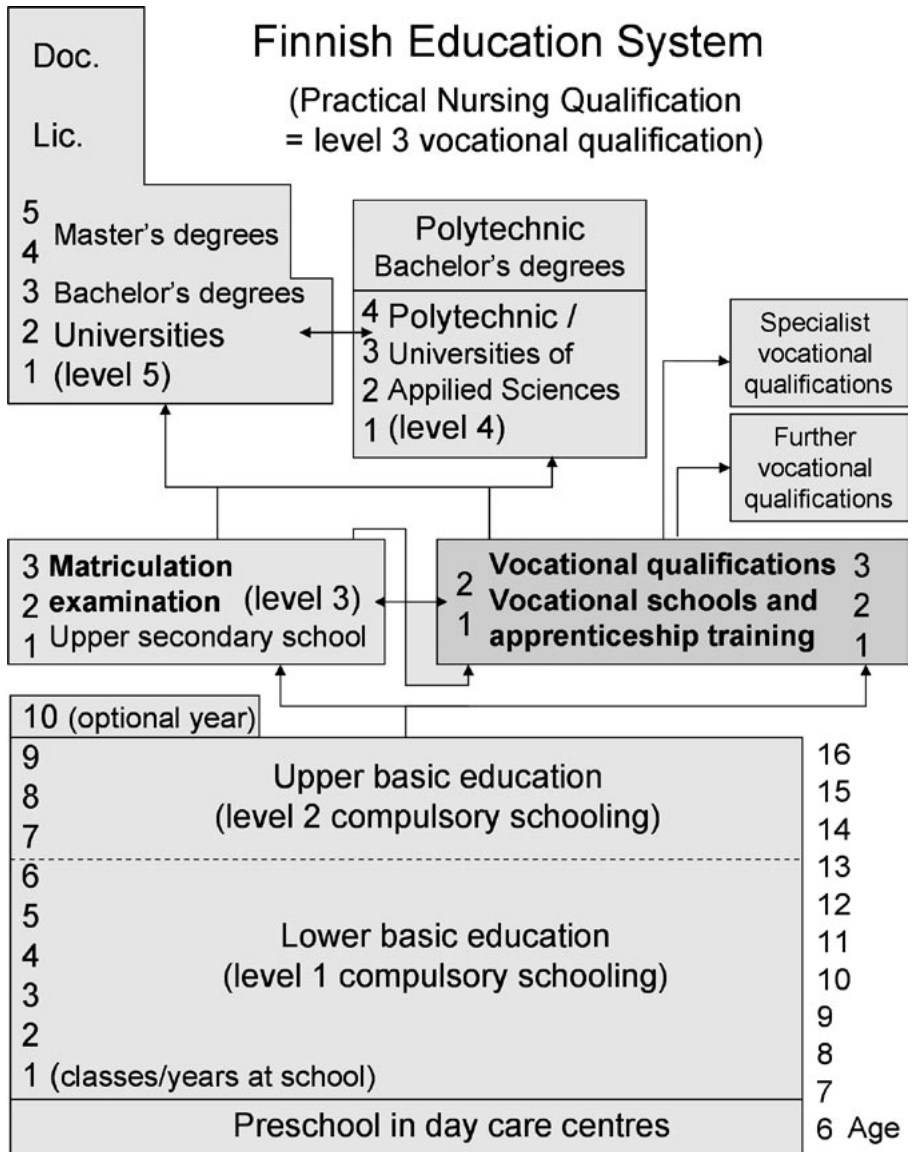 Finnish Education System
(Practical Nursing Qualification
= level 3 vocational qualification)
Doc.
Lic.
5
4
Master's degrees
3 Bachelor's degrees
2 Universities
1 (level 5)
Polytechnic
Bachelor's degrees
4 Polytechnic /
3 Universities of
2 Appilied Sciences
1 (level 4)
Specialist
vocational
qualifications
Further
vocational
qualifications
3 Matriculation
2 examination (level 3)
1 Upper secondary school
2
1
Vocational qualifications 3
Vocational schools and 2
apprenticeship training 1
10 (optional year)
9
8
7
Upper basic education
(level 2 compulsory schooling)
6
5
4
3
2
1 (classes/years at school)
Lower basic education
(level 1 compulsory schooling)
Preschool in day care centres
16
15
14
13
12
11
10
9
8
7
6 Age